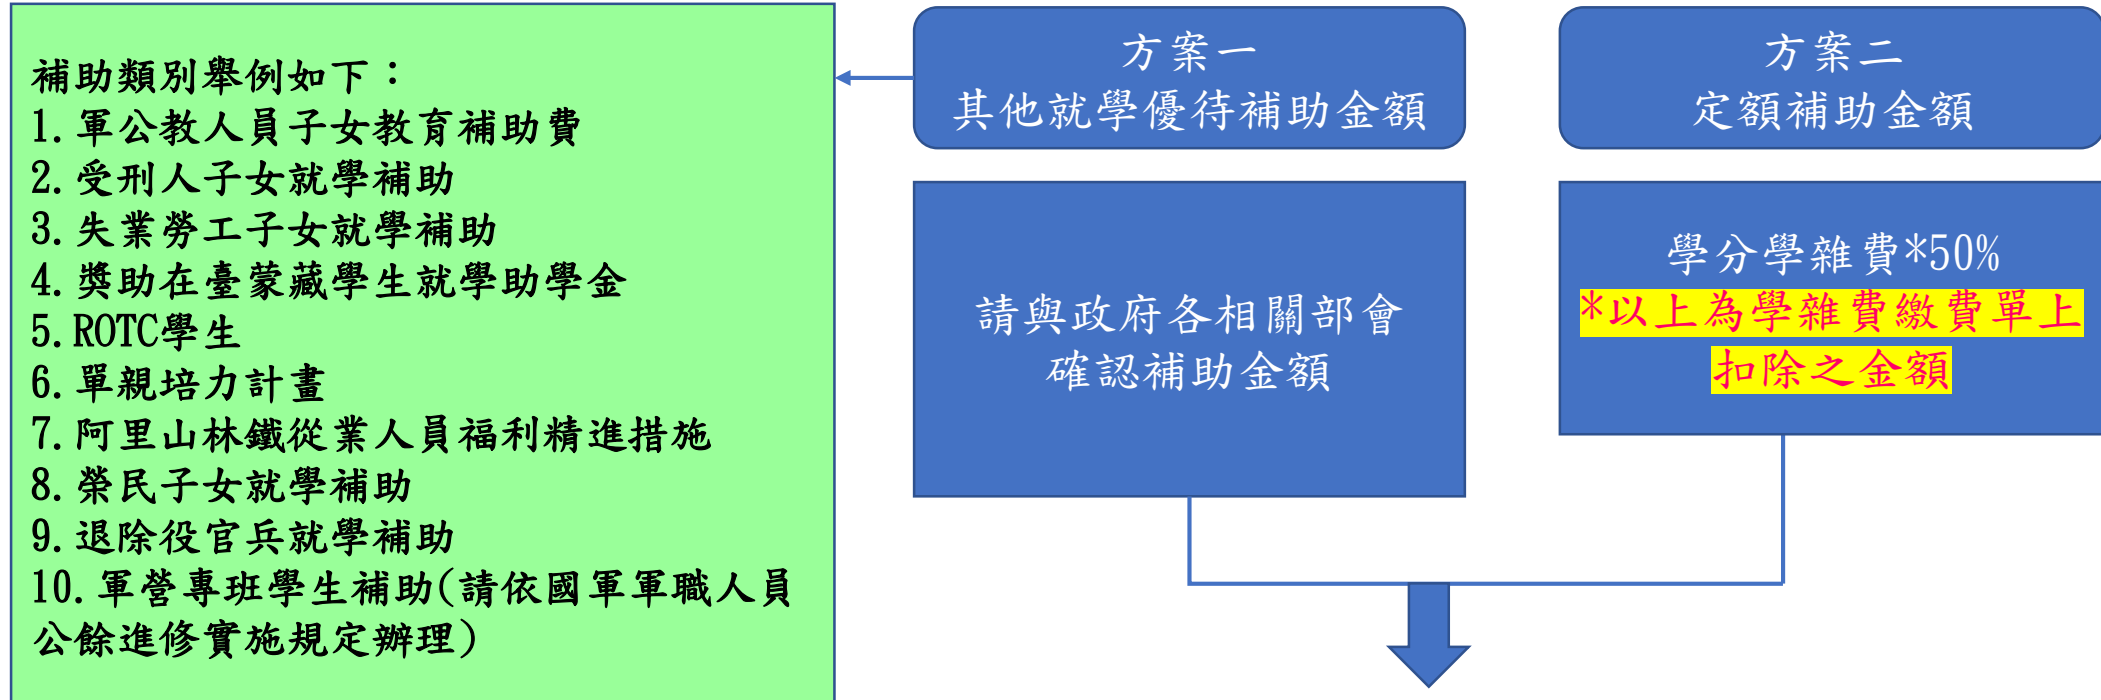 補助類別舉例如下：
1.軍公教人員子女教育補助費
2.受刑人子女就學補助
3.失業勞工子女就學補助
4.獎助在臺蒙藏學生就學助學金
5.ROTC學生
6.單親培力計畫
7.阿里山林鐵從業人員福利精進措施
8.榮民子女就學補助
9.退除役官兵就學補助
10.軍營專班學生補助(請依國軍軍職人員
公餘進修實施規定辦理)
方案一
其他就學優待補助金額
請與政府各相關部會
確認補助金額
方案二
定額補助金額
學分學雜費*50%
*以上為學雜費繳費單上
扣除之金額